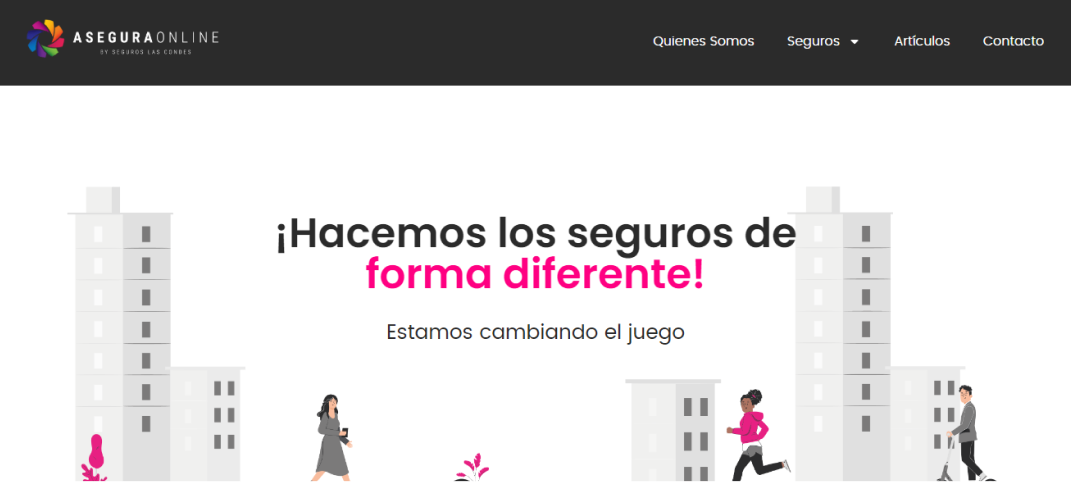 ASEGURAONLINE
BY SEGUROS LAS CONDES
Quienes Somos
Seguros
Artículos
Contacto
¡Hacemos los seguros de
forma diferente!
Estamos cambiando el juego